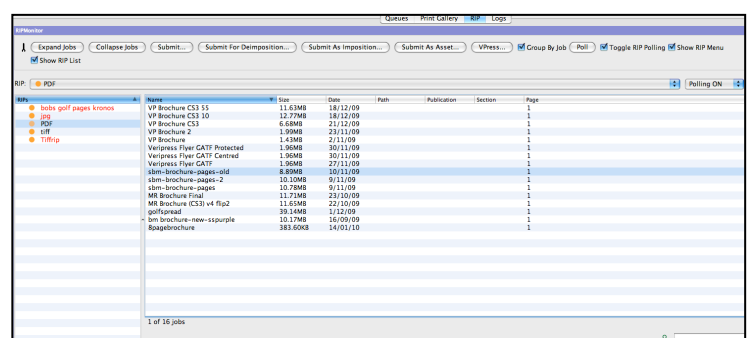 Queues Print Gallery RIP Logs
RIPMonitor
Expand Jobs Collapse Jobs Submit... Submit For Deimposition... Submit As Imposition... Submit As Asset... VPress... Group By Job Poll Toggle RIP Polling Show RIP Menu
Show RIP List
RIP: PDF Polling ON
RIPs Name Size Date Path Publication Section Page
bobs golf pages kronos VP Brochure CS3 55 11.63MB 18/12/09 1
jpg VP Brochure CS3 10 12.77MB 18/12/09 1
PDF VP Brochure CS3 6.68MB 21/12/09 1
tiff VP Brochure 2 1.99MB 23/11/09 1
Tiffrip VP Brochure 1.43MB 2/11/09 1
Veripress Flyer GATF Protected 1.96MB 30/11/09 1
Veripress Flyer GATF Centred 1.96MB 30/11/09 1
Veripress Flyer GATF 1.96MB 27/11/09 1
sbm-brochure-pages-old 8.89MB 10/11/09 1
sbm-brochure-pages-2 10.10MB 9/11/09 1
sbm-brochure-pages 10.78MB 9/11/09 1
MR Brochure Final 11.71MB 23/10/09 1
MR Brochure (CS3) v4 flip2 11.65MB 22/10/09 1
golfspread 39.14MB 1/12/09 1
bm brochure-new-sspurple 10.17MB 16/09/09 1
8pagebrochure 383.60KB 14/01/10 1
1 of 16 jobs